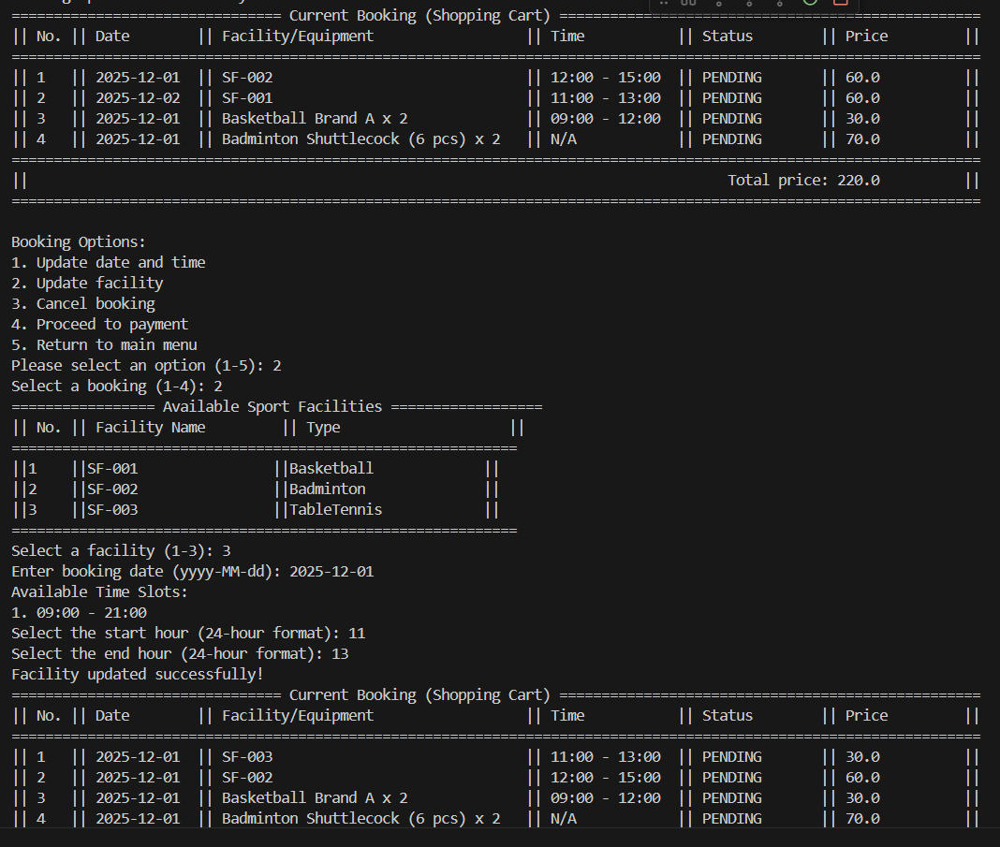 ================================ Current Booking (Shopping Cart) ==================================================
|| No. || Date        || Facility/Equipment                  || Time           || Status        || Price         ||
===================================================================================================================
|| 1   || 2025-12-01  || SF-002                              || 12:00 - 15:00  || PENDING       || 60.0          ||
|| 2   || 2025-12-02  || SF-001                              || 11:00 - 13:00  || PENDING       || 60.0          ||
|| 3   || 2025-12-01  || Basketball Brand A x 2              || 09:00 - 12:00  || PENDING       || 30.0          ||
|| 4   || 2025-12-01  || Badminton Shuttlecock (6 pcs) x 2   || N/A            || PENDING       || 70.0          ||
===================================================================================================================
||                                                                                   Total price: 220.0          ||
===================================================================================================================
Booking Options:
1. Update date and time
2. Update facility
3. Cancel booking
4. Proceed to payment
5. Return to main menu
Please select an option (1-5): 2
Select a booking (1-4): 2
================= Available Sport Facilities ==================
|| No. || Facility Name         || Type                    ||
============================================================
||1    ||SF-001                ||Basketball             ||
||2    ||SF-002                ||Badminton              ||
||3    ||SF-003                ||TableTennis            ||
============================================================
Select a facility (1-3): 3
Enter booking date (yyyy-MM-dd): 2025-12-01
Available Time Slots:
1. 09:00 - 21:00
Select the start hour (24-hour format): 11
Select the end hour (24-hour format): 13
Facility updated successfully!
================================ Current Booking (Shopping Cart) ==================================================
|| No. || Date        || Facility/Equipment                  || Time           || Status        || Price         ||
===================================================================================================================
|| 1   || 2025-12-01  || SF-003                              || 11:00 - 13:00  || PENDING       || 30.0          ||
|| 2   || 2025-12-01  || SF-002                              || 12:00 - 15:00  || PENDING       || 60.0          ||
|| 3   || 2025-12-01  || Basketball Brand A x 2              || 09:00 - 12:00  || PENDING       || 30.0          ||
|| 4   || 2025-12-01  || Badminton Shuttlecock (6 pcs) x 2   || N/A            || PENDING       || 70.0          ||